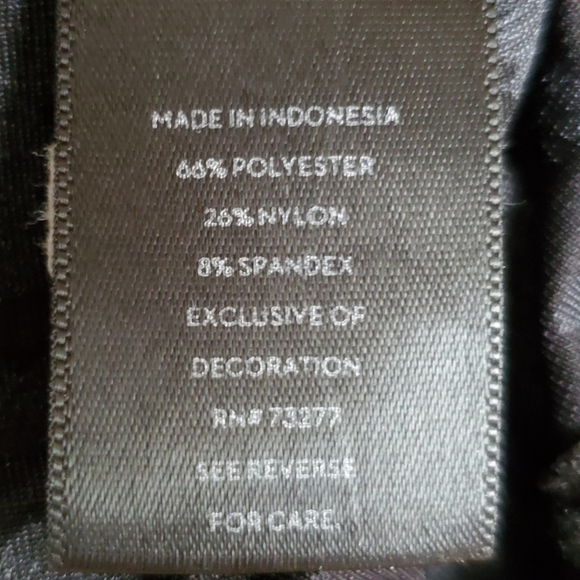 MADE IN INDONESIA
66% POLYESTER
26% NYLON
8% SPANDEX
EXCLUSIVE OF
DECORATION
RN# 73277
SEE REVERSE
FOR CARE.